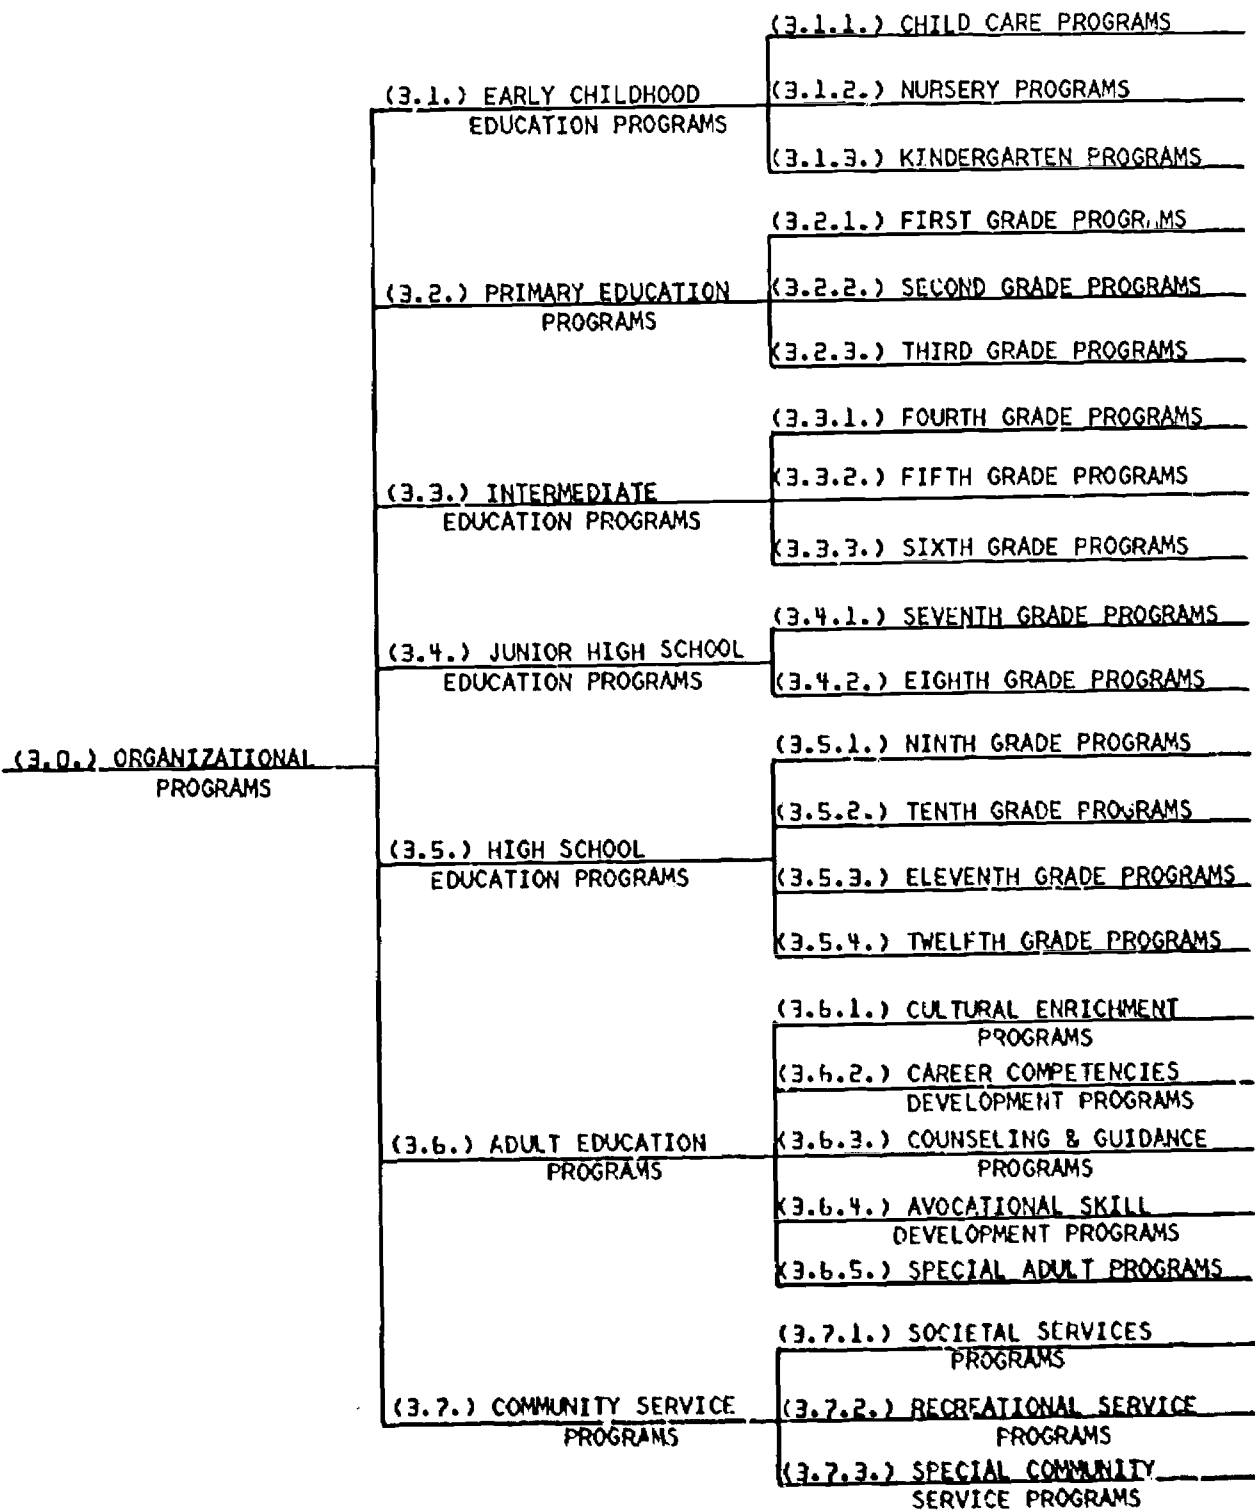 (3.1.1.) CHILD CARE PROGRAMS
(3.1.) EARLY CHILDHOOD
EDUCATION PROGRAMS
(3.1.2.) NURSERY PROGRAMS
(3.1.3.) KINDERGARTEN PROGRAMS
(3.2.1.) FIRST GRADE PROGRAMS
(3.2.) PRIMARY EDUCATION
PROGRAMS
(3.2.2.) SECOND GRADE PROGRAMS
(3.2.3.) THIRD GRADE PROGRAMS
(3.3.1.) FOURTH GRADE PROGRAMS
(3.3.) INTERMEDIATE
EDUCATION PROGRAMS
(3.3.2.) FIFTH GRADE PROGRAMS
(3.3.3.) SIXTH GRADE PROGRAMS
(3.4.1.) SEVENTH GRADE PROGRAMS
(3.4.) JUNIOR HIGH SCHOOL
EDUCATION PROGRAMS
(3.4.2.) EIGHTH GRADE PROGRAMS
(3.0.) ORGANIZATIONAL
PROGRAMS
(3.5.1.) NINTH GRADE PROGRAMS
(3.5.2.) TENTH GRADE PROGRAMS
(3.5.) HIGH SCHOOL
EDUCATION PROGRAMS
(3.5.3.) ELEVENTH GRADE PROGRAMS
(3.5.4.) TWELFTH GRADE PROGRAMS
(3.6.1.) CULTURAL ENRICHMENT
PROGRAMS
(3.6.2.) CAREER COMPETENCIES
DEVELOPMENT PROGRAMS
(3.6.) ADULT EDUCATION
PROGRAMS
(3.6.3.) COUNSELING & GUIDANCE
PROGRAMS
(3.6.4.) AVOCATIONAL SKILL
DEVELOPMENT PROGRAMS
(3.6.5.) SPECIAL ADULT PROGRAMS
(3.7.1.) SOCIETAL SERVICES
PROGRAMS
(3.7.) COMMUNITY SERVICE
PROGRAMS
(3.7.2.) RECREATIONAL SERVICE
PROGRAMS
(3.7.3.) SPECIAL COMMUNITY
SERVICE PROGRAMS